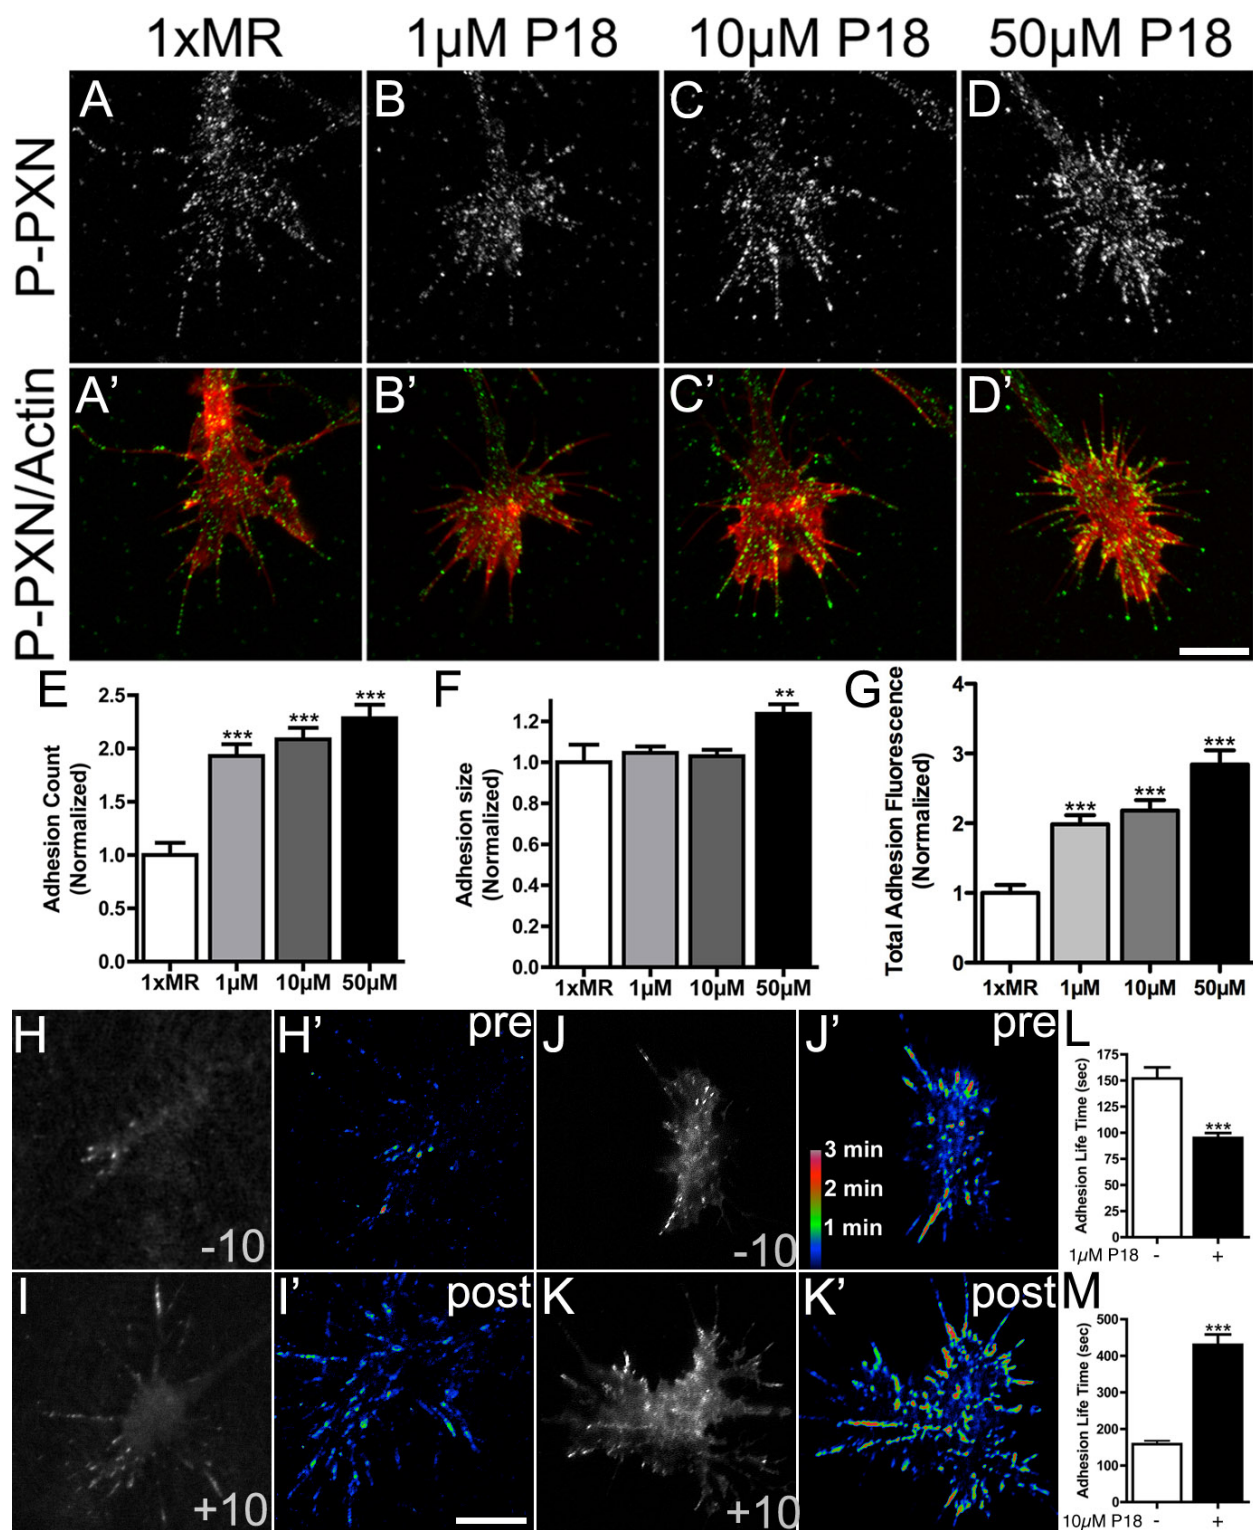 1xMR 1µM P18 10µM P18 50µM P18
P-PXN
A B C D
P-PXN/Actin
A’ B’ C’ D’
E F G
Adhesion Count
(Normalized)
2.5
2.0
1.5
1.0
0.5
0.0
*** *** ***
1xMR 1µM 10µM 50µM
Adhesion size
(Normalized)
1.2
1.0
0.8
0.6
0.4
0.2
0.0
**
1xMR 1µM 10µM 50µM
Total Adhesion Fluorescence
(Normalized)
4
3
2
1
0
*** *** ***
1xMR 1µM 10µM 50µM
H -10
H’ pre
J -10
J’ pre
3 min
2 min
1 min
L
Adhesion Life Time (sec)
175
150
125
100
75
50
25
0
***
1µM P18 - +
I +10
I’ post
K +10
K’ post
M
Adhesion Life Time (sec)
500
400
300
200
100
0
***
10µM P18 - +